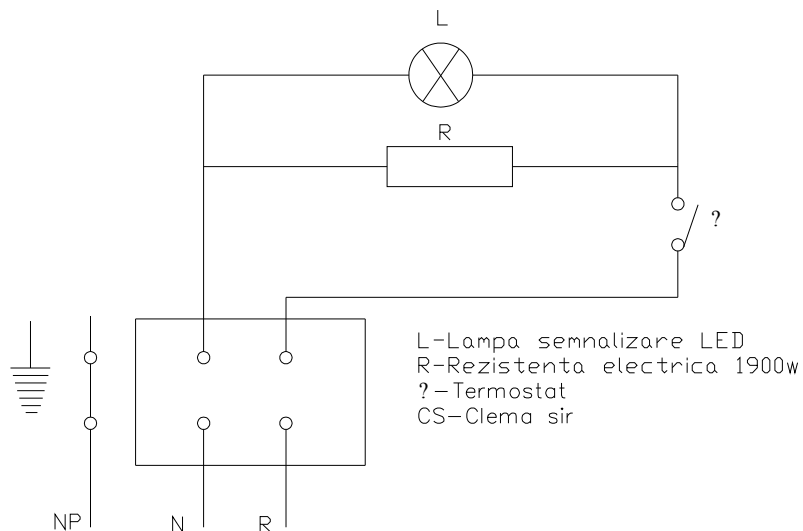 L
R
?
L-Lampa semnalizare LED
R-Rezistenta electrica 1900w
?-Termostat
CS-Clema sir
NP N R